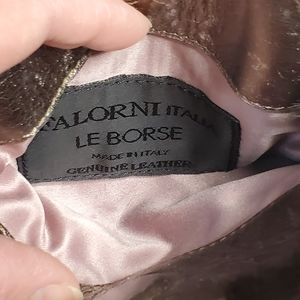 FALORNI ITALIA
LE BORSE
MADE IN ITALY
GENUINE LEATHER